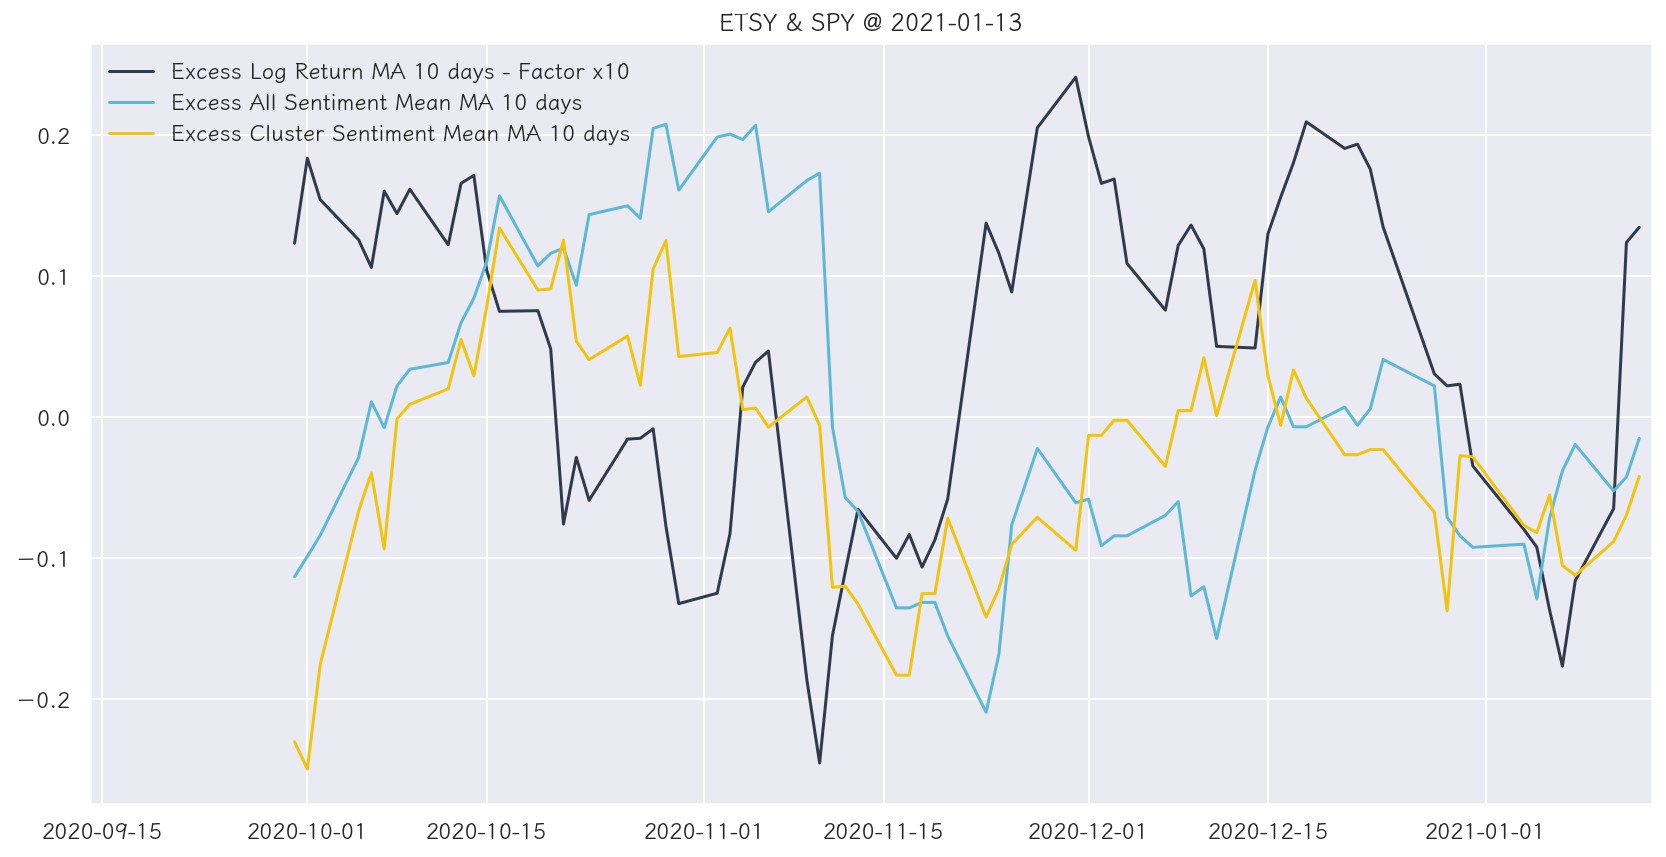 ETSY & SPY @ 2021-01-13
Excess Log Return MA 10 days - Factor x10
Excess All Sentiment Mean MA 10 days
Excess Cluster Sentiment Mean MA 10 days
0.2
0.1
0.0
−0.1
−0.2
2020-09-15 2020-10-01 2020-10-15 2020-11-01 2020-11-15 2020-12-01 2020-12-15 2021-01-01